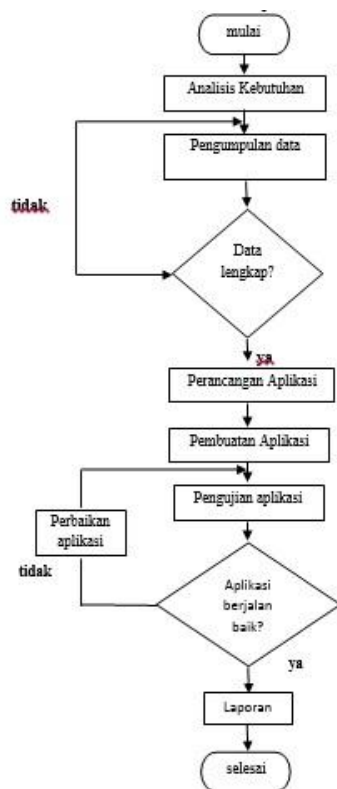 mulai
Analisis Kebutuhan
Pengumpulan data
tidak
Data
lengkap?
ya
Perancangan Aplikasi
Pembuatan Aplikasi
Pengujian aplikasi
Perbaikan
aplikasi
tidak
Aplikasi
berjalan
baik?
ya
Laporan
selesai